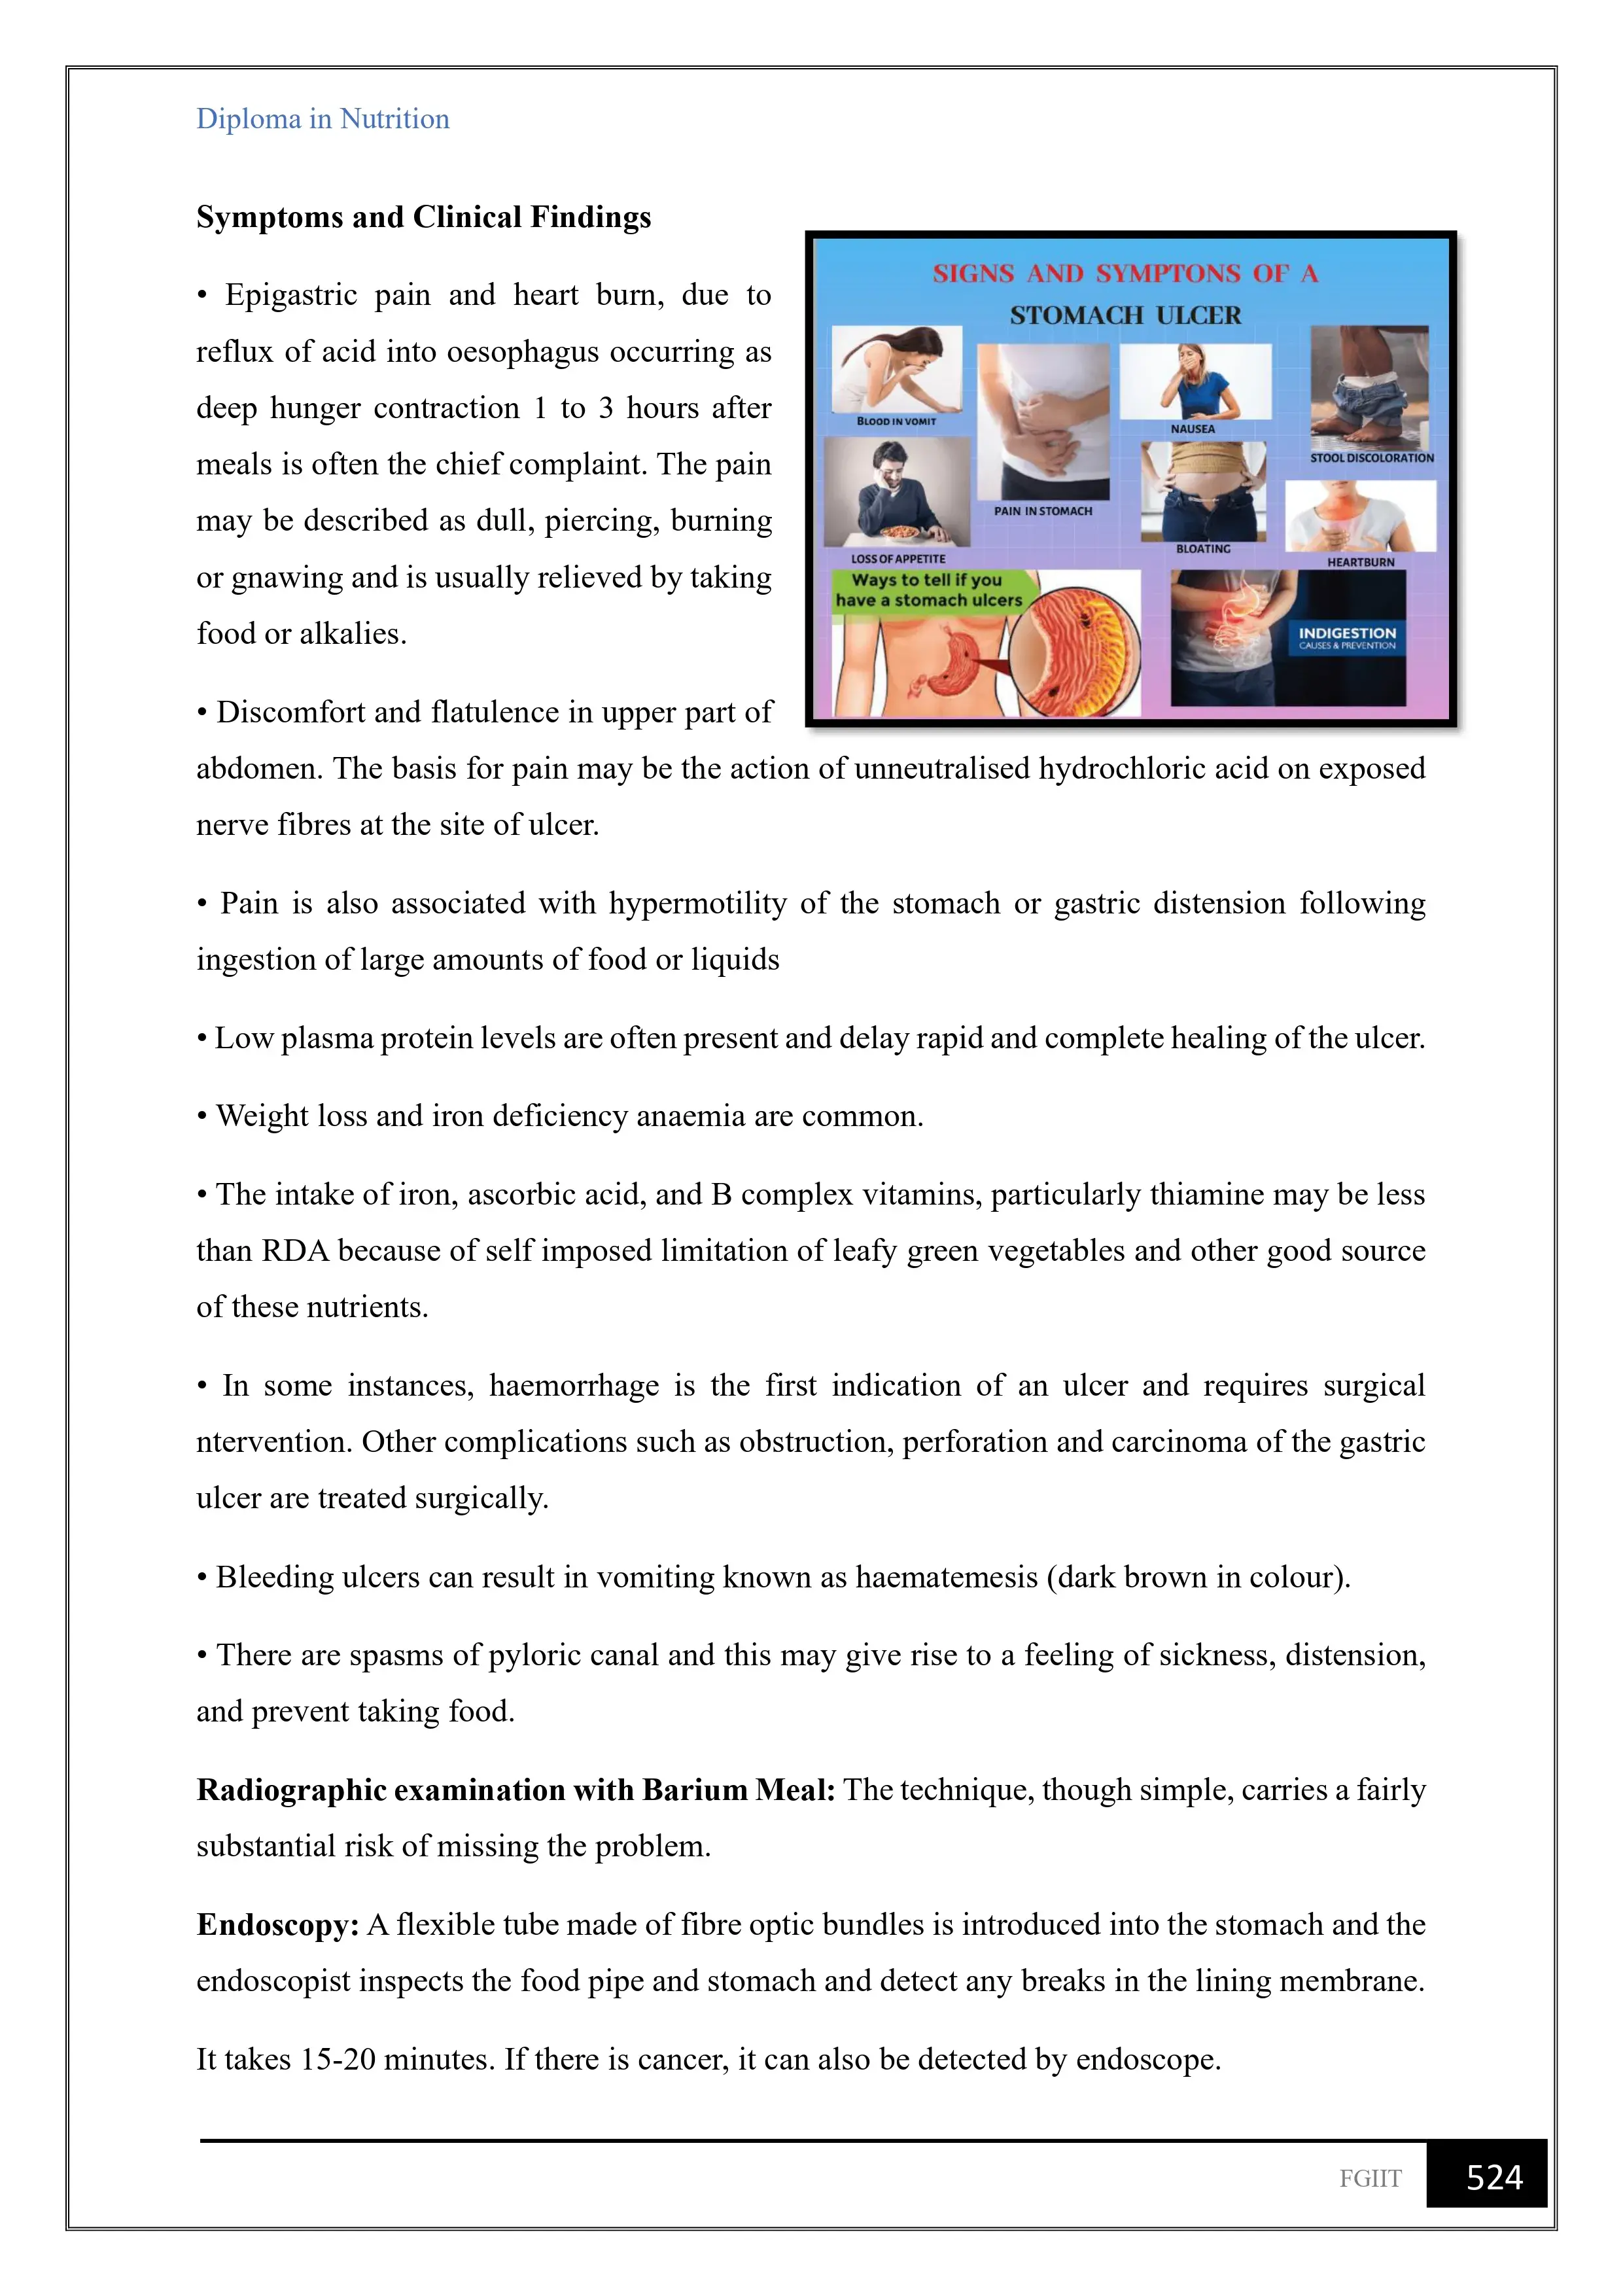 Diploma in Nutrition
Symptoms and Clinical Findings
• Epigastric pain and heart burn, due to
reflux of acid into oesophagus occurring as
deep hunger contraction 1 to 3 hours after
meals is often the chief complaint. The pain
may be described as dull, piercing, burning
or gnawing and is usually relieved by taking
food or alkalies.
SIGNS AND SYMPTONS OF A
STOMACH ULCER
BLOOD IN VOMIT
PAIN IN STOMACH
NAUSEA
STOOL DISCOLORATION
LOSS OF APPETITE
BLOATING
HEARTBURN
Ways to tell if you
have a stomach ulcers
INDIGESTION
CAUSES & PREVENTION
• Discomfort and flatulence in upper part of
abdomen. The basis for pain may be the action of unneutralised hydrochloric acid on exposed
nerve fibres at the site of ulcer.
• Pain is also associated with hypermotility of the stomach or gastric distension following
ingestion of large amounts of food or liquids
• Low plasma protein levels are often present and delay rapid and complete healing of the ulcer.
• Weight loss and iron deficiency anaemia are common.
• The intake of iron, ascorbic acid, and B complex vitamins, particularly thiamine may be less
than RDA because of self imposed limitation of leafy green vegetables and other good source
of these nutrients.
• In some instances, haemorrhage is the first indication of an ulcer and requires surgical
ntervention. Other complications such as obstruction, perforation and carcinoma of the gastric
ulcer are treated surgically.
• Bleeding ulcers can result in vomiting known as haematemesis (dark brown in colour).
• There are spasms of pyloric canal and this may give rise to a feeling of sickness, distension,
and prevent taking food.
Radiographic examination with Barium Meal: The technique, though simple, carries a fairly
substantial risk of missing the problem.
Endoscopy: A flexible tube made of fibre optic bundles is introduced into the stomach and the
endoscopist inspects the food pipe and stomach and detect any breaks in the lining membrane.
It takes 15-20 minutes. If there is cancer, it can also be detected by endoscope.
FGIIT 524